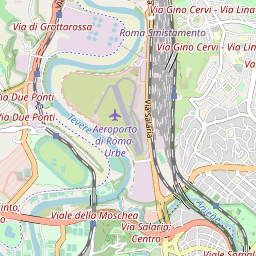 Via Gino Cervi - Via Lina
Via di Grottarossa
Roma Smistamento
Via Gino Cervi - Via Lina
Via Due Ponti
Via Salaria
Tevere
Via Due Ponti
Aeroporto
di Roma
Urbe
Aniene
Viale della Moschea
Via Salaria;
Centro
Viale Somal